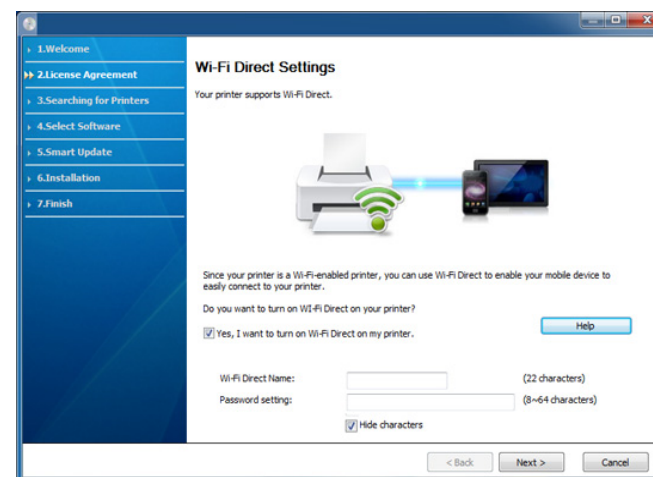 1.Welcome
2.License Agreement
3.Searching for Printers
4.Select Software
5.Smart Update
6.Installation
7.Finish
Wi-Fi Direct Settings
Your printer supports Wi-Fi Direct.
Since your printer is a Wi-Fi-enabled printer, you can use Wi-Fi Direct to enable your mobile device to
easily connect to your printer.
Do you want to turn on WI-Fi Direct on your printer?
Yes, I want to turn on Wi-Fi Direct on my printer.
Help
Wi-Fi Direct Name: (22 characters)
Password setting: (8~64 characters)
Hide characters
< Back Next > Cancel